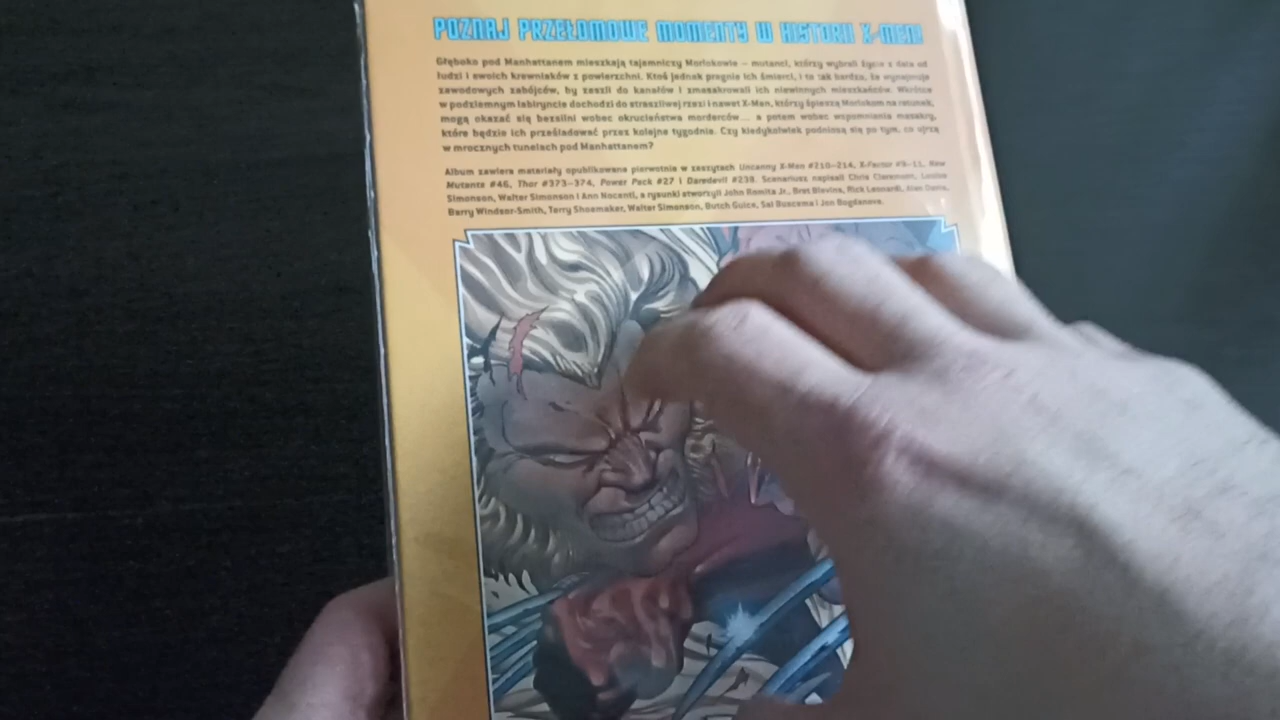 POZNAJ PRZEŁOMOWE MOMENTY W HISTORII X-MEN!
Głęboko pod Manhattanem mieszkają tajemniczy Morlokowie – mutanci, którzy wybrali życie z dala od
ludzi i swoich krewniaków z powierzchni. Ktoś jednak pragnie ich śmierci, i to tak bardzo, że wynajmuje
zawodowych zabójców, by zeszli do kanałów i zmasakrowali ich niewinnych mieszkańców. Wkrótce
w podziemnym labiryncie dochodzi do straszliwej rzezi i nawet X-Men, którzy śpieszą Morlokom na ratunek,
mogą okazać się bezsilni wobec okrucieństwa morderców... a potem wobec wspomnienia masakry,
które będzie ich prześladować przez kolejne tygodnie. Czy kiedykolwiek podniosą się po tym, co ujrzą
w mrocznych tunelach pod Manhattanem?
Album zawiera materiały opublikowane pierwotnie w zeszytach Uncanny X-Men #210–214, X-Factor #9–11, New
Mutants #46, Thor #373–374, Power Pack #27 i Daredevil #238. Scenariusz napisali Chris Claremont, Louise
Simonson, Walter Simonson i Ann Nocenti, a rysunki stworzyli John Romita Jr., Bret Blevins, Rick Leonardi, Alan Davis,
Barry Windsor-Smith, Terry Shoemaker, Walter Simonson, Butch Guice, Sal Buscema i Jon Bogdanove.